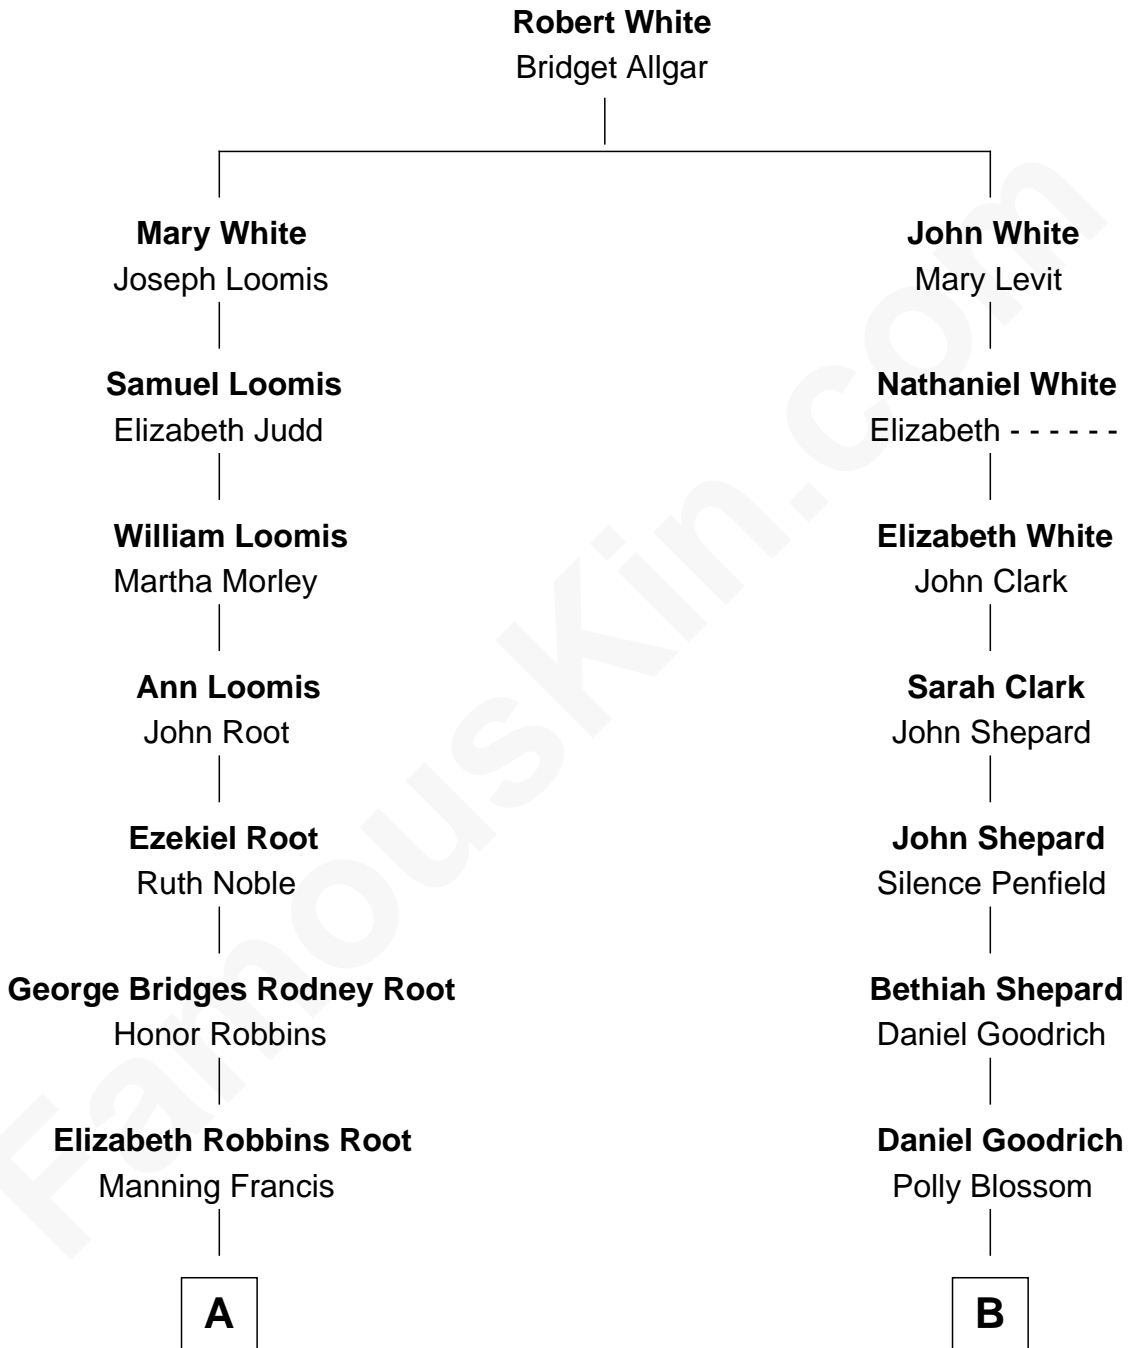 Robert White
Bridget Allgar
Mary White
Joseph Loomis
John White
Mary Levit
Samuel Loomis
Elizabeth Judd
Nathaniel White
Elizabeth - - - - - -
William Loomis
Martha Morley
Elizabeth White
John Clark
Ann Loomis
John Root
Sarah Clark
John Shepard
Ezekiel Root
Ruth Noble
John Shepard
Silence Penfield
George Bridges Rodney Root
Honor Robbins
Bethiah Shepard
Daniel Goodrich
Elizabeth Robbins Root
Manning Francis
Daniel Goodrich
Polly Blossom
A
B
FamousKin.com